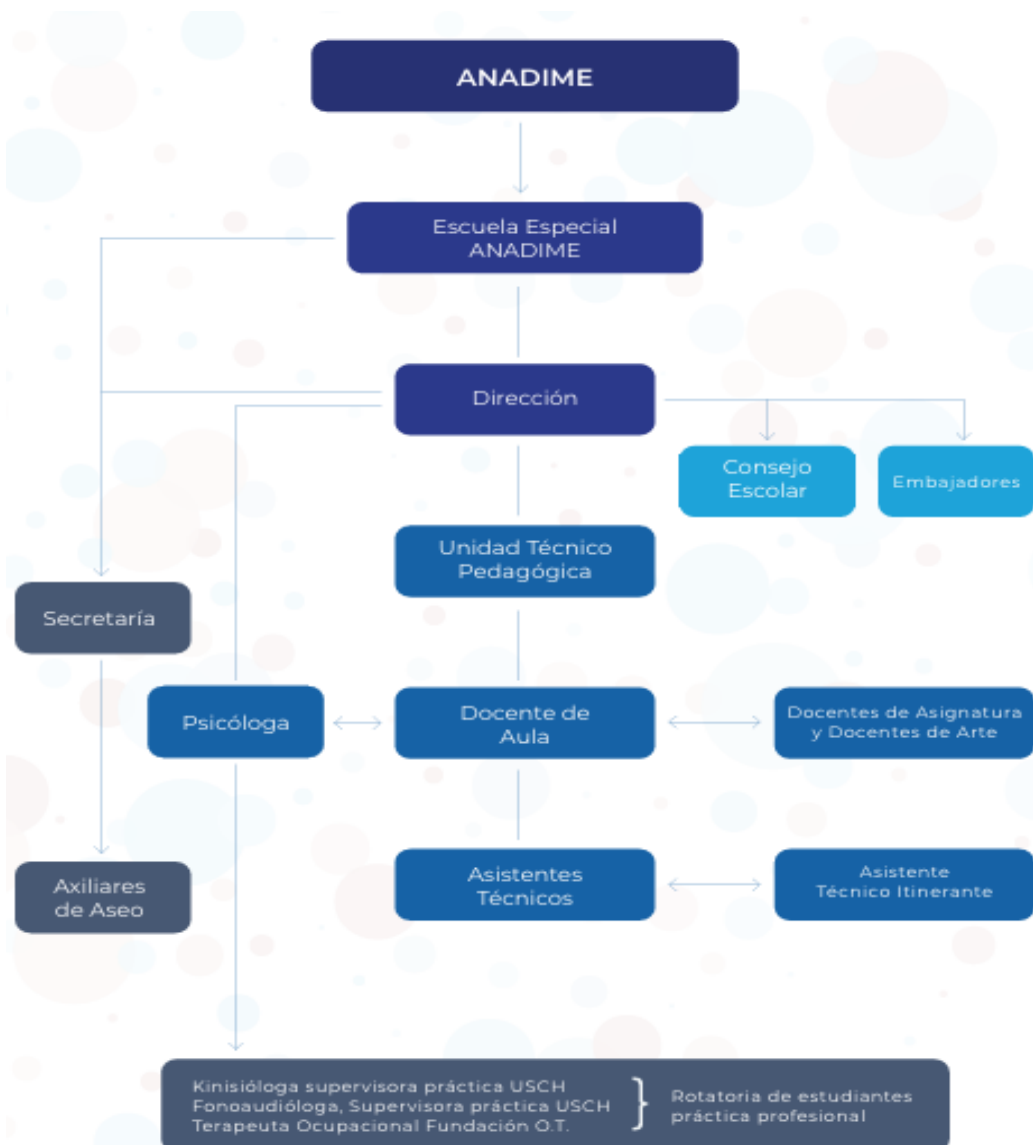 ANADIME
Escuela Especial
ANADIME
Dirección
Consejo
Escolar
Embajadores
Unidad Técnico
Pedagógica
Secretaría
Psicóloga
Docente de
Aula
Docentes de Asignatura
y Docentes de Arte
Axiliares
de Aseo
Asistentes
Técnicos
Asistente
Técnico Itinerante
Kinisióloga supervisora práctica USCH
Fonoaudióloga, Supervisora práctica USCH
Terapeuta Ocupacional Fundación O.T.
Rotatoria de estudiantes
práctica profesional